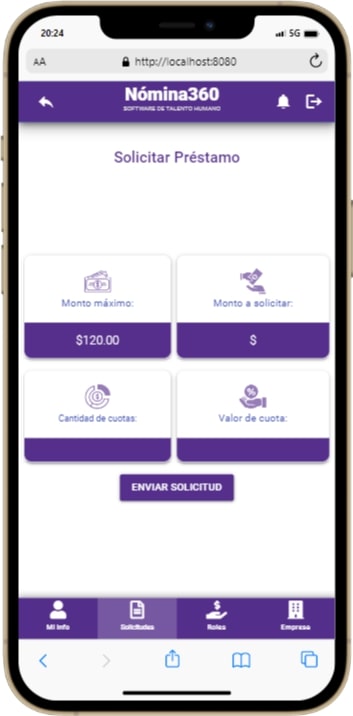 20:24
5G
AA
http://localhost:8080
Nómina360
SOFTWARE DE TALENTO HUMANO
Solicitar Préstamo
Monto máximo:
Monto a solicitar:
$120.00
$
Cantidad de cuotas:
Valor de cuota:
ENVIAR SOLICITUD
Mi Info
Solicitudes
Roles
Empresa